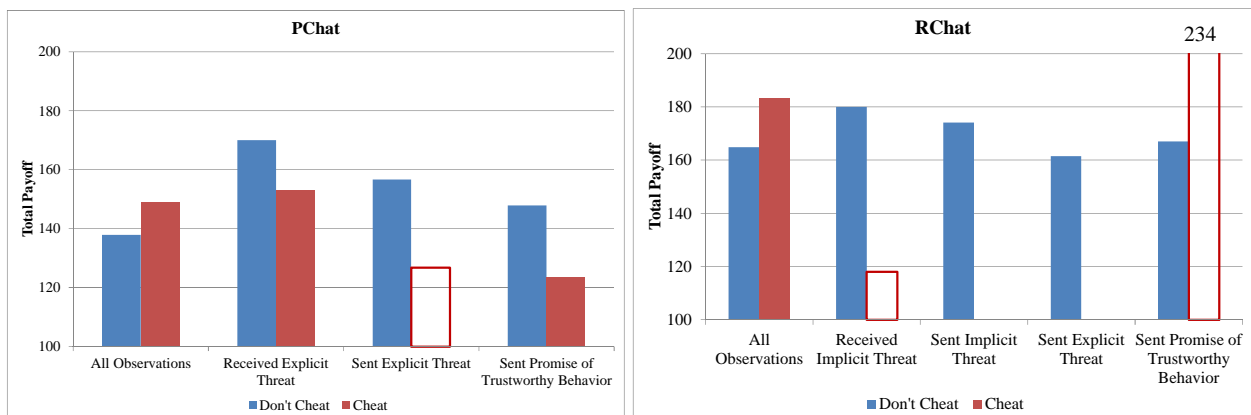 PChat
200
180
160
140
120
100
Total Payoff
All Observations
Received Explicit
Threat
Sent Explicit Threat
Sent Promise of
Trustworthy Behavior
Don't Cheat
Cheat
RChat
234
200
180
160
140
120
100
Total Payoff
All
Observations
Received
Implicit Threat
Sent Implicit
Threat
Sent Explicit
Threat
Sent Promise of
Trustworthy
Behavior
Don't Cheat
Cheat